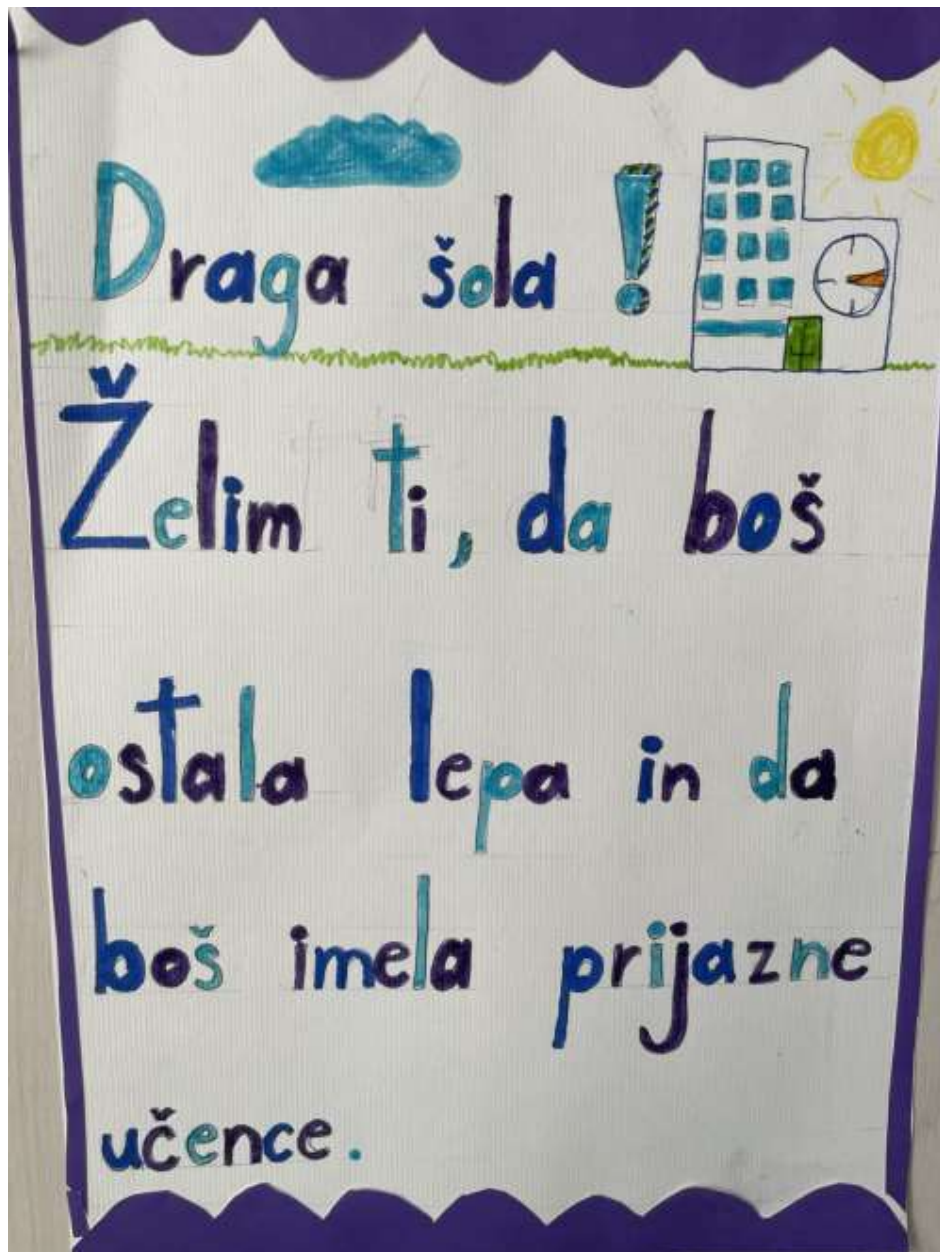 Draga šola!
Želim ti, da boš
ostala lepa in da
boš imela prijazne
učence.